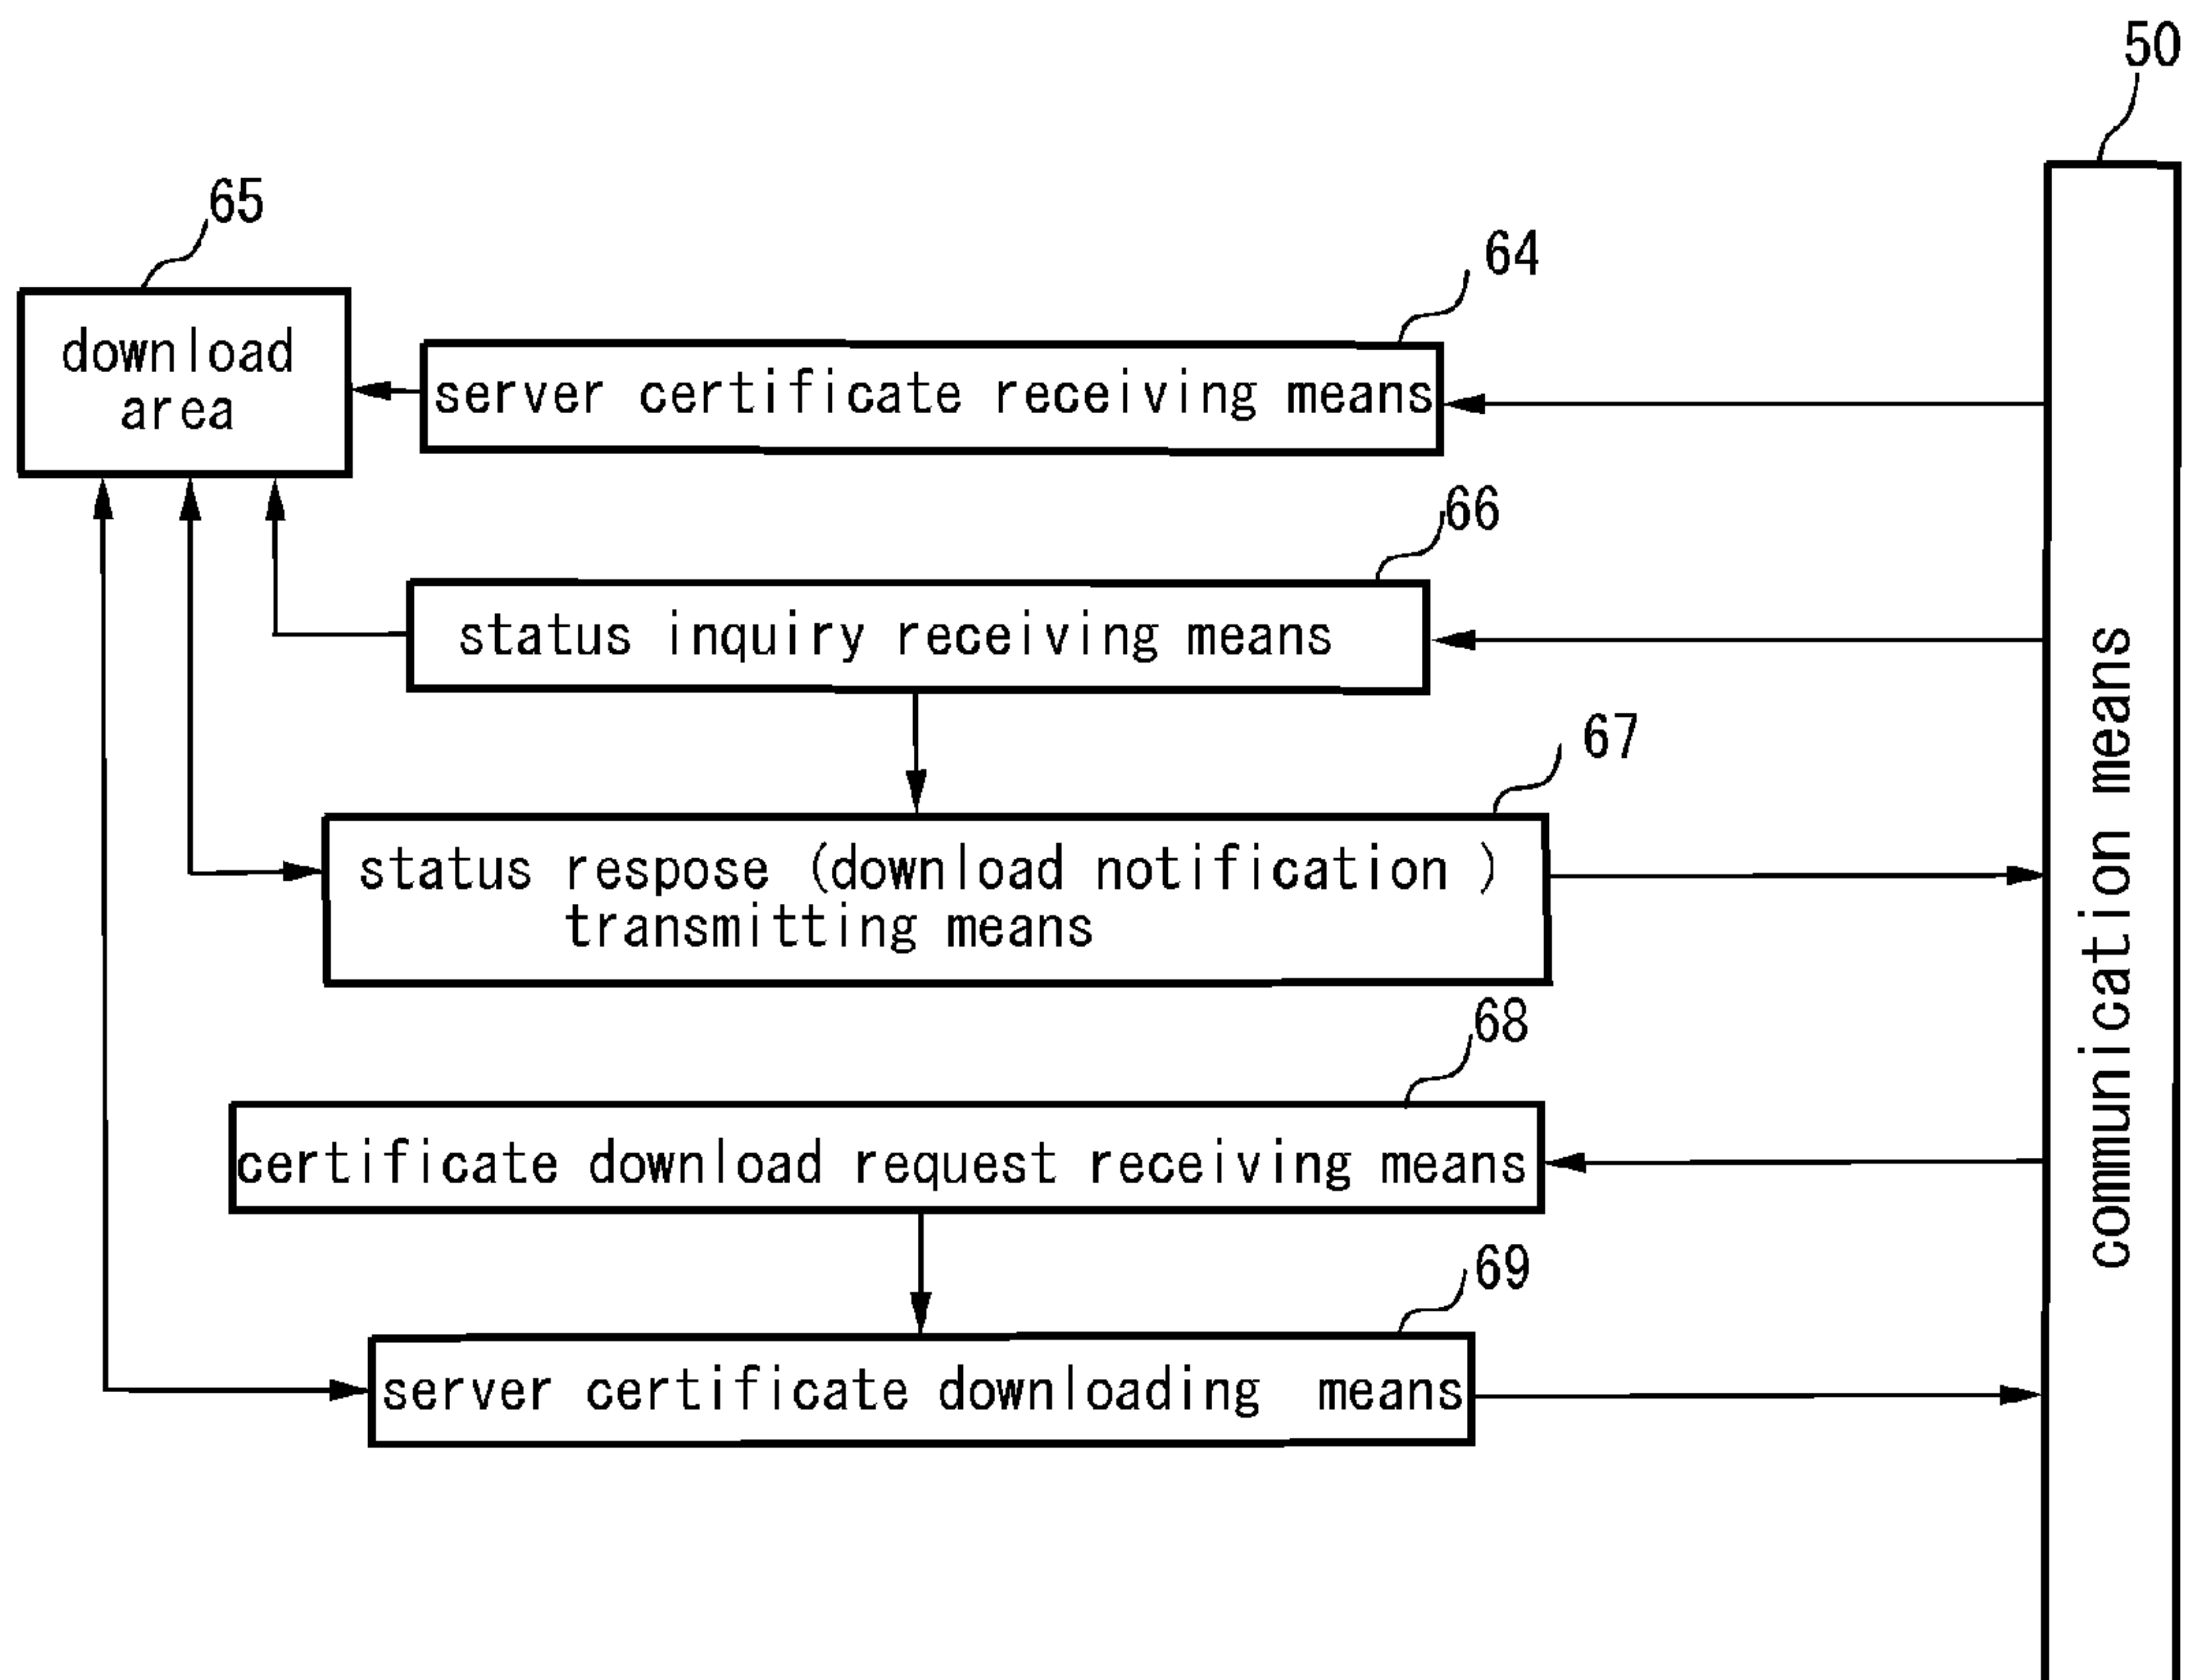 50
65
64
download
area
server certificate receiving means
66
status inquiry receiving means
67
status respose (download notification )
transmitting means
68
certificate download request receiving means
69
server certificate downloading means
communication means